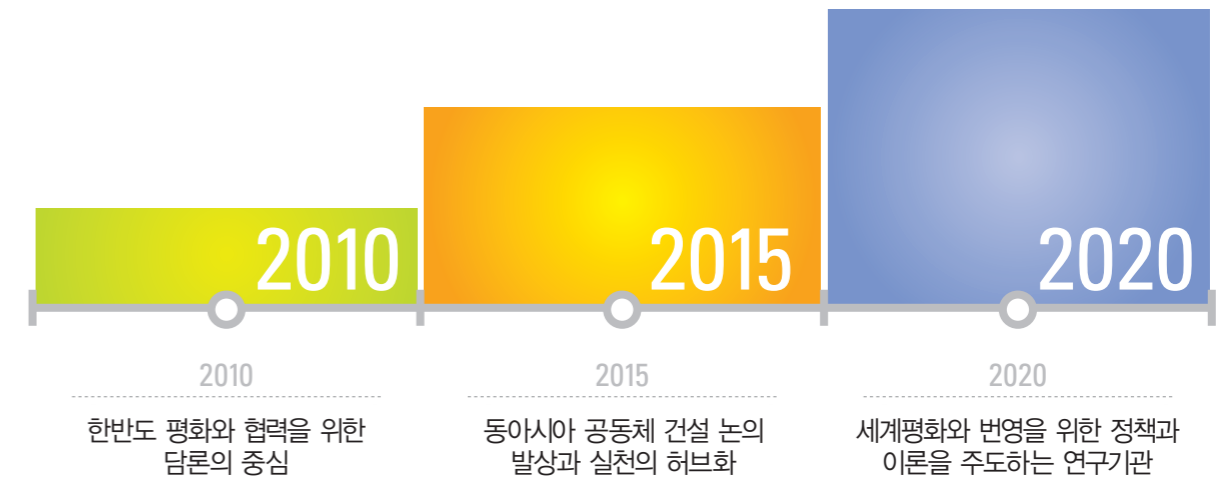 2010
2015
2020
2010
한반도 평화와 협력을 위한
담론의 중심
2015
동아시아 공동체 건설 논의
발상과 실천의 허브화
2020
세계평화와 번영을 위한 정책과
이론을 주도하는 연구기관